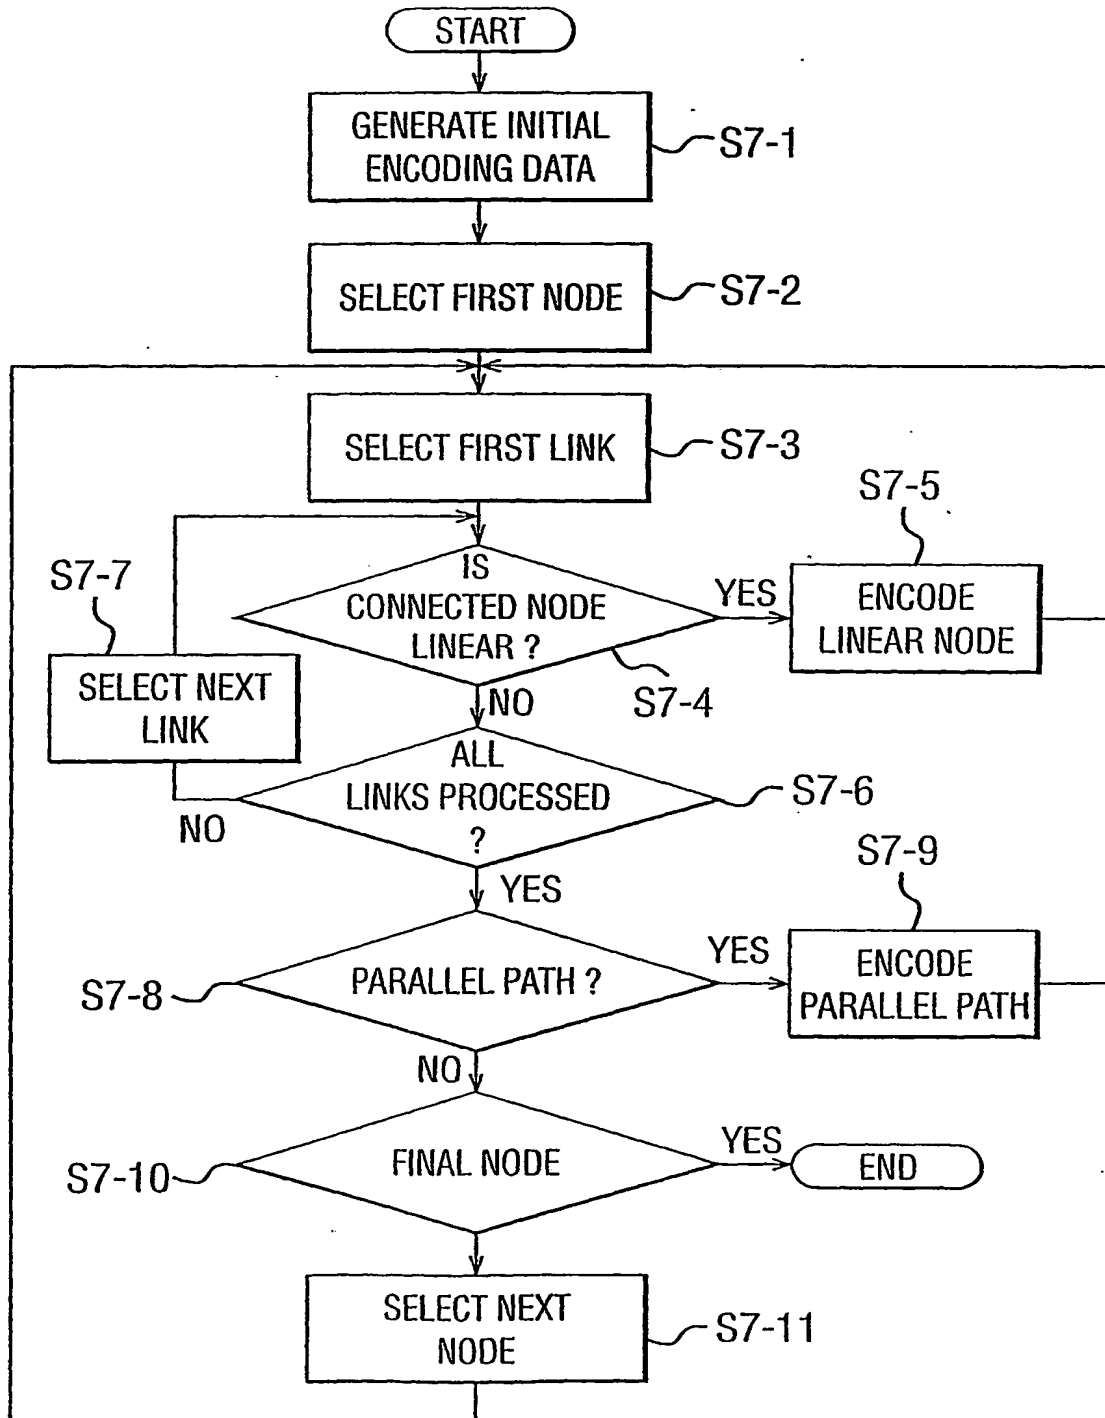 START
GENERATE INITIAL
ENCODING DATA
S7-1
SELECT FIRST NODE
S7-2
SELECT FIRST LINK
S7-3
S7-5
S7-7
IS
CONNECTED NODE
LINEAR ?
YES
ENCODE
LINEAR NODE
SELECT NEXT
LINK
NO
S7-4
ALL
LINKS PROCESSED
?
S7-6
NO
YES
S7-9
PARALLEL PATH ?
YES
ENCODE
PARALLEL PATH
S7-8
NO
FINAL NODE
YES
END
S7-10
SELECT NEXT
NODE
S7-11